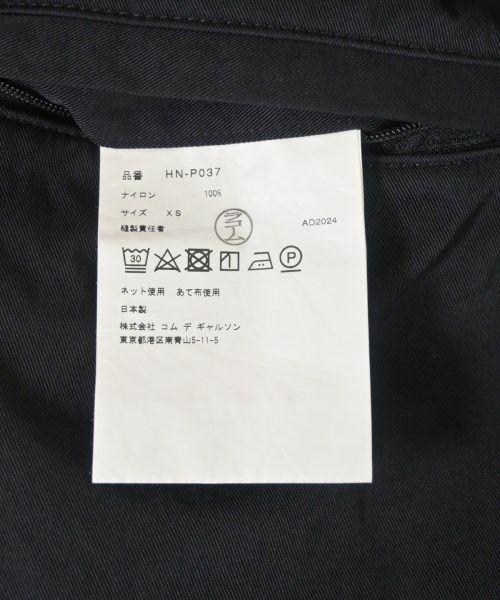 品番 HN-P037
ナイロン 100%
サイズ XS
縫製責任者 コム AD2024
30 P
ネット使用 あて布使用
日本製
株式会社 コム デ ギャルソン
東京都港区南青山5-11-5